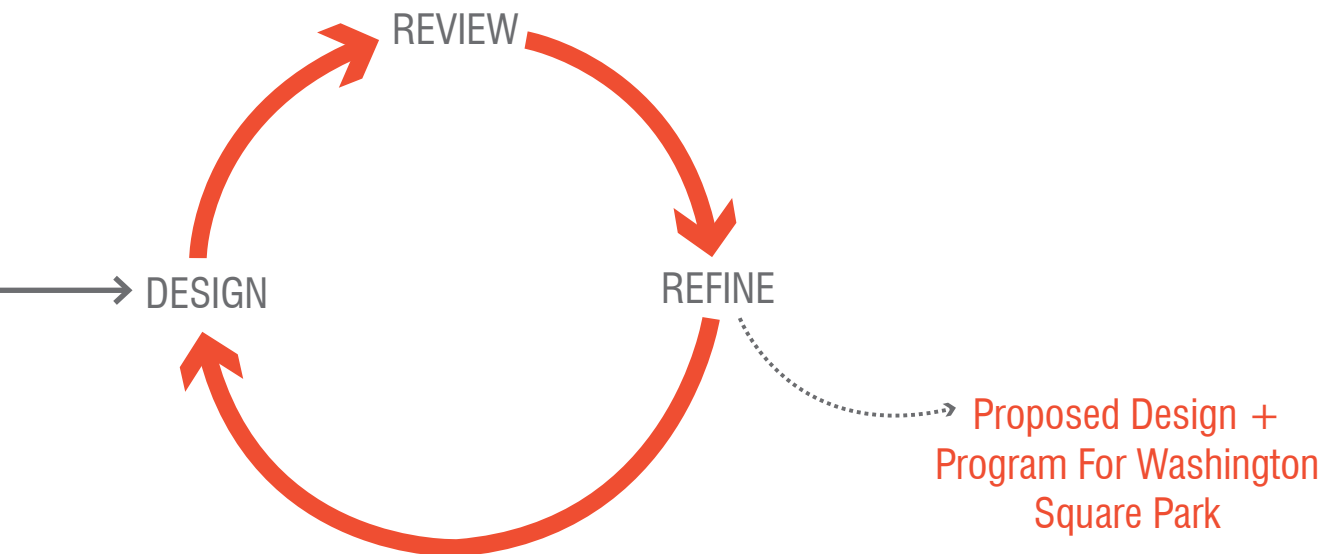 REVIEW
DESIGN
REFINE
Proposed Design +
Program For Washington
Square Park